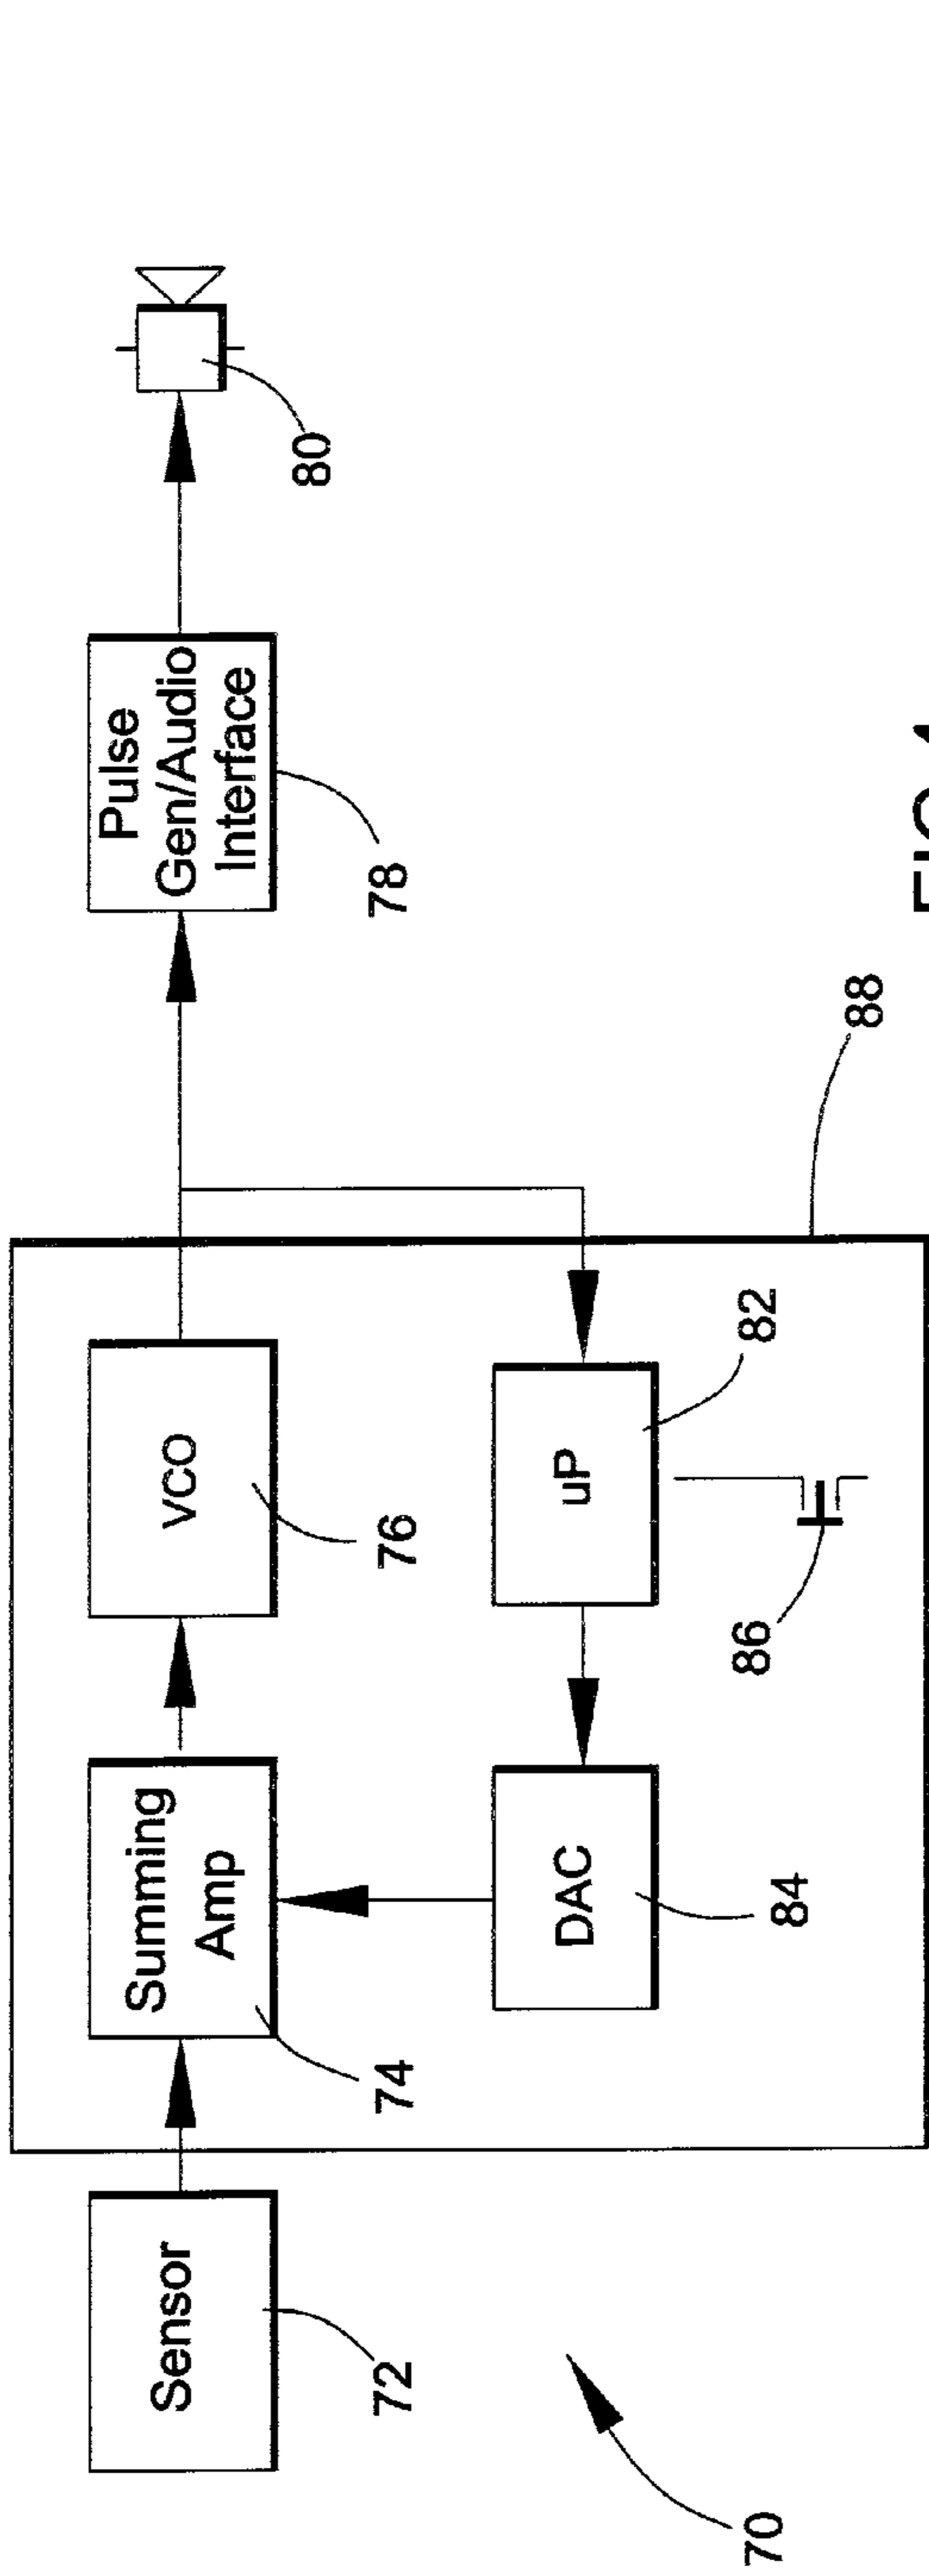 Sensor
72
Summing
Amp
74
VCO
76
Pulse
Gen/Audio
Interface
78
80
DAC
84
uP
82
86
88
70